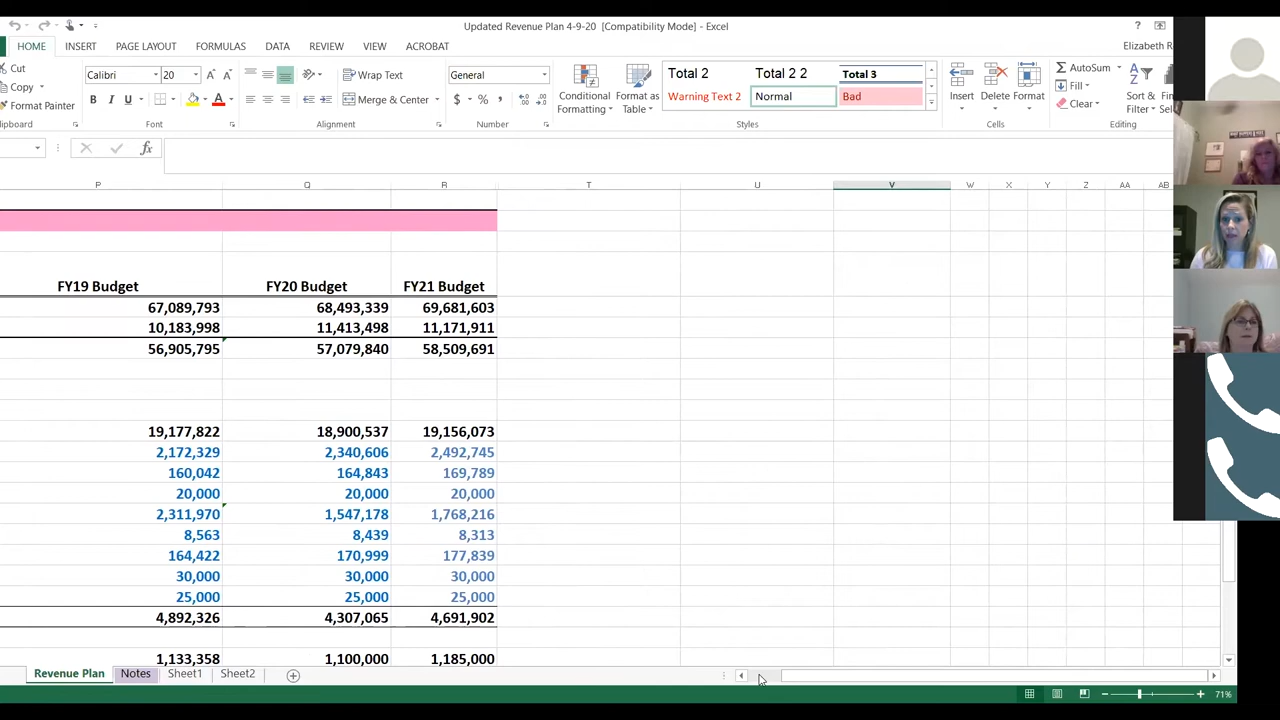 Updated Revenue Plan 4-9-20 [Compatibility Mode] - Excel
HOME INSERT PAGE LAYOUT FORMULAS DATA REVIEW VIEW ACROBAT
Elizabeth R
Cut
Copy
Format Painter
lipboard
Calibri 20
B I U
Font
Wrap Text
Merge & Center
Alignment
General
$ % ,
Number
Conditional Formatting
Format as Table
Total 2 Total 2 2 Total 3
Warning Text 2 Normal Bad
Styles
Insert Delete Format
Cells
AutoSum
Fill
Clear
Sort & Filter
Find Select
Editing
P Q R T U V W X Y Z AA AB
FY19 Budget FY20 Budget FY21 Budget
67,089,793 68,493,339 69,681,603
10,183,998 11,413,498 11,171,911
56,905,795 57,079,840 58,509,691
19,177,822 18,900,537 19,156,073
2,172,329 2,340,606 2,492,745
160,042 164,843 169,789
20,000 20,000 20,000
2,311,970 1,547,178 1,768,216
8,563 8,439 8,313
164,422 170,999 177,839
30,000 30,000 30,000
25,000 25,000 25,000
4,892,326 4,307,065 4,691,902
1,133,358 1,100,000 1,185,000
Revenue Plan Notes Sheet1 Sheet2
71%